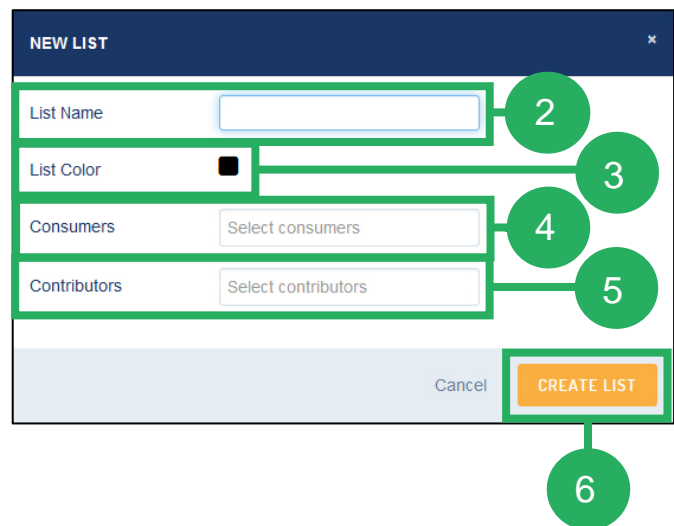 NEW LIST ×
List Name 2
List Color 3
Consumers Select consumers 4
Contributors Select contributors 5
Cancel CREATE LIST
6